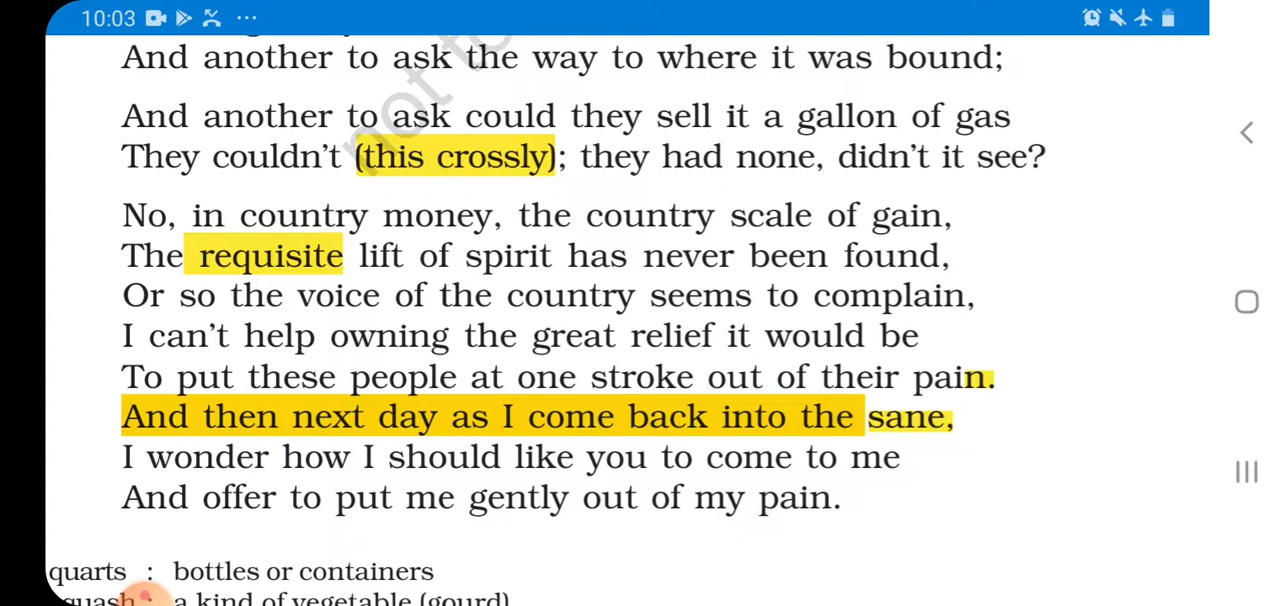 10:03
And another to ask the way to where it was bound;
And another to ask could they sell it a gallon of gas
They couldn't (this crossly); they had none, didn't it see?
No, in country money, the country scale of gain,
The requisite lift of spirit has never been found,
Or so the voice of the country seems to complain,
I can't help owning the great relief it would be
To put these people at one stroke out of their pain.
And then next day as I come back into the sane,
I wonder how I should like you to come to me
And offer to put me gently out of my pain.
quarts : bottles or containers
squash : a kind of vegetable (gourd)
not to